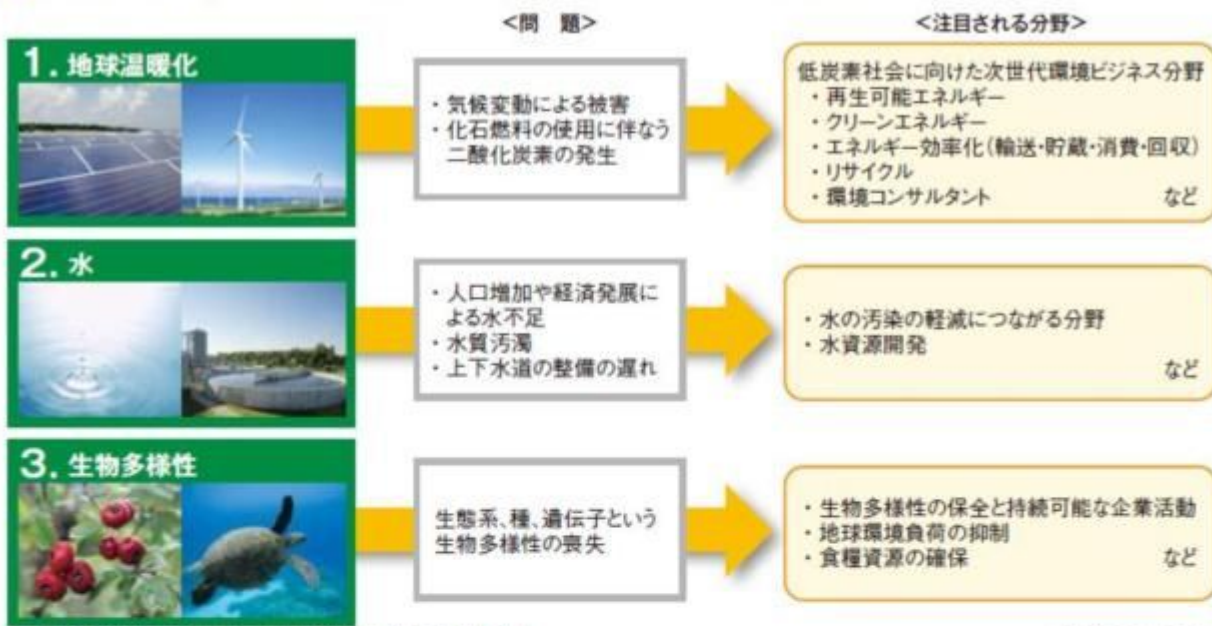 <問 題>
<注目される分野>
1. 地球温暖化
・気候変動による被害
・化石燃料の使用に伴なう
二酸化炭素の発生
低炭素社会に向けた次世代環境ビジネス分野
・再生可能エネルギー
・クリーンエネルギー
・エネルギー効率化(輸送・貯蔵・消費・回収)
・リサイクル
・環境コンサルタント など
2. 水
・人口増加や経済発展に
よる水不足
・水質汚濁
・上下水道の整備の遅れ
・水の汚染の軽減につながる分野
・水資源開発
など
3. 生物多様性
生態系、種、遺伝子という
生物多様性の喪失
・生物多様性の保全と持続可能な企業活動
・地球環境負荷の抑制
・食糧資源の確保 など